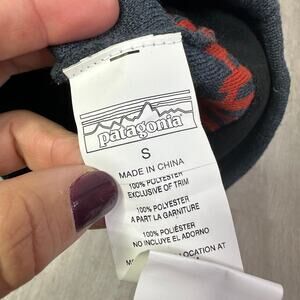 patagonia
S
MADE IN CHINA
100% POLYESTER
EXCLUSIVE OF TRIM
100% POLYESTER
A PART LA GARNITURE
100% POLIÉSTER
NO INCLUYE EL ADORNO
LOCATION AT